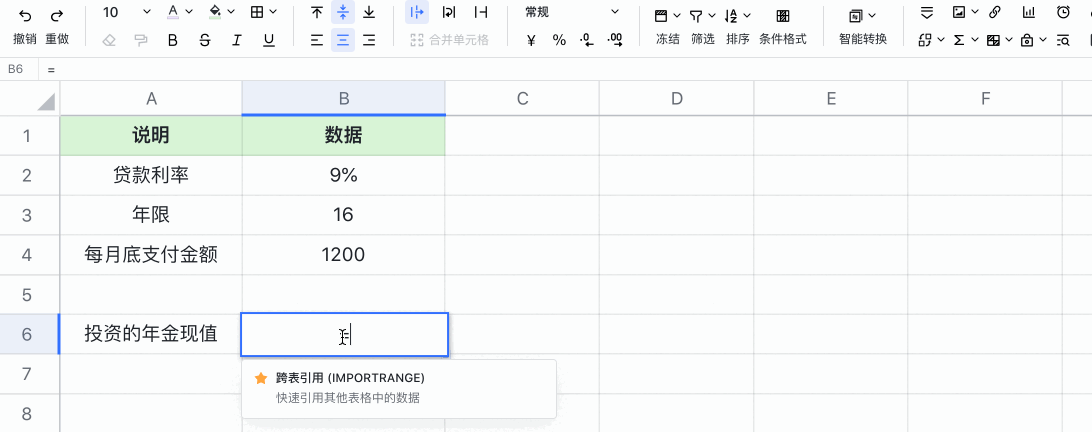 10 A 常规
撤销 重做 B S I U 合并单元格 ¥ % .0 .00 冻结 筛选 排序 条件格式 智能转换 Σ
B6 =
A B C D E F
1 说明 数据
2 贷款利率 9%
3 年限 16
4 每月底支付金额 1200
5
6 投资的年金现值 =
7 跨表引用 (IMPORTRANGE)
快速引用其他表格中的数据
8